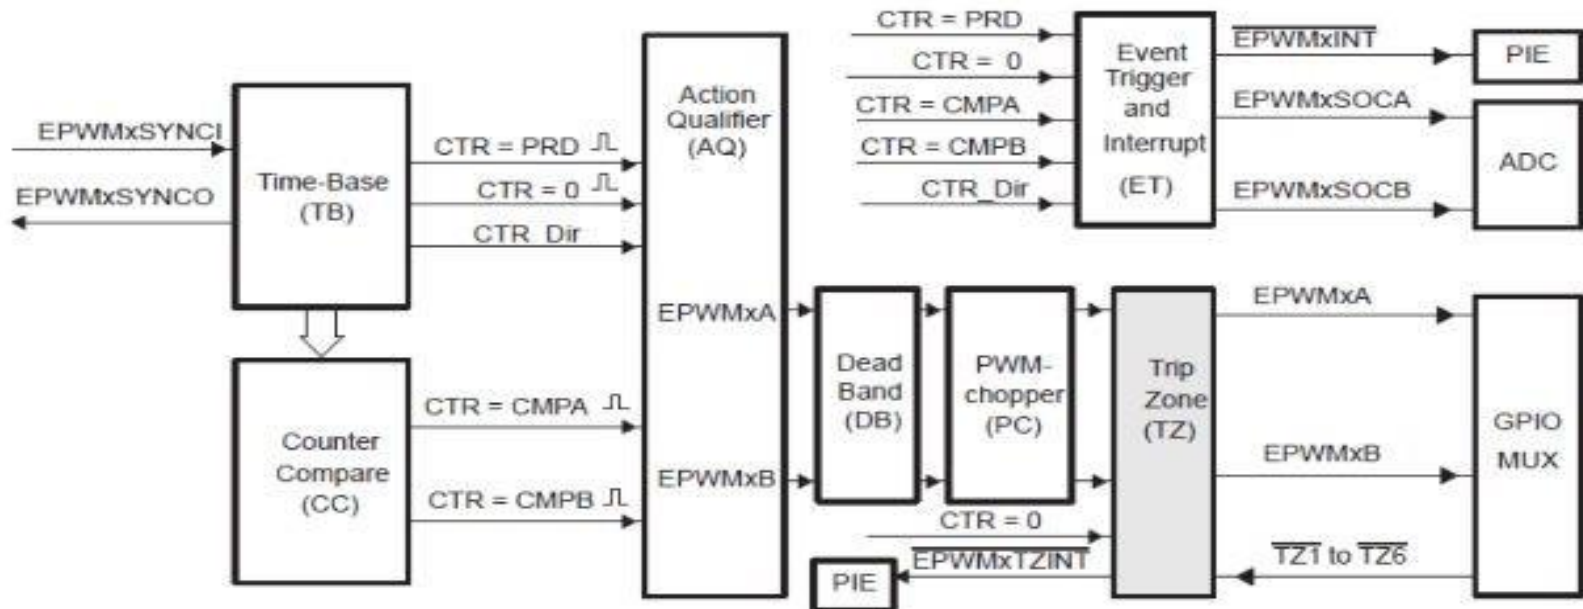 EPWMxSYNCI
EPWMxSYNCO
Time-Base
(TB)
CTR = PRD
CTR = 0
CTR_Dir
Counter
Compare
(CC)
CTR = CMPA
CTR = CMPB
Action
Qualifier
(AQ)
EPWMxA
EPWMxB
CTR = PRD
CTR = 0
CTR = CMPA
CTR = CMPB
CTR_Dir
Event
Trigger
and
Interrupt
(ET)
EPWMxINT
EPWMxSOCA
EPWMxSOCB
PIE
ADC
Dead
Band
(DB)
PWM-
chopper
(PC)
CTR = 0
EPWMxTZINT
PIE
Trip
Zone
(TZ)
EPWMxA
EPWMxB
TZ1 to TZ6
GPIO
MUX